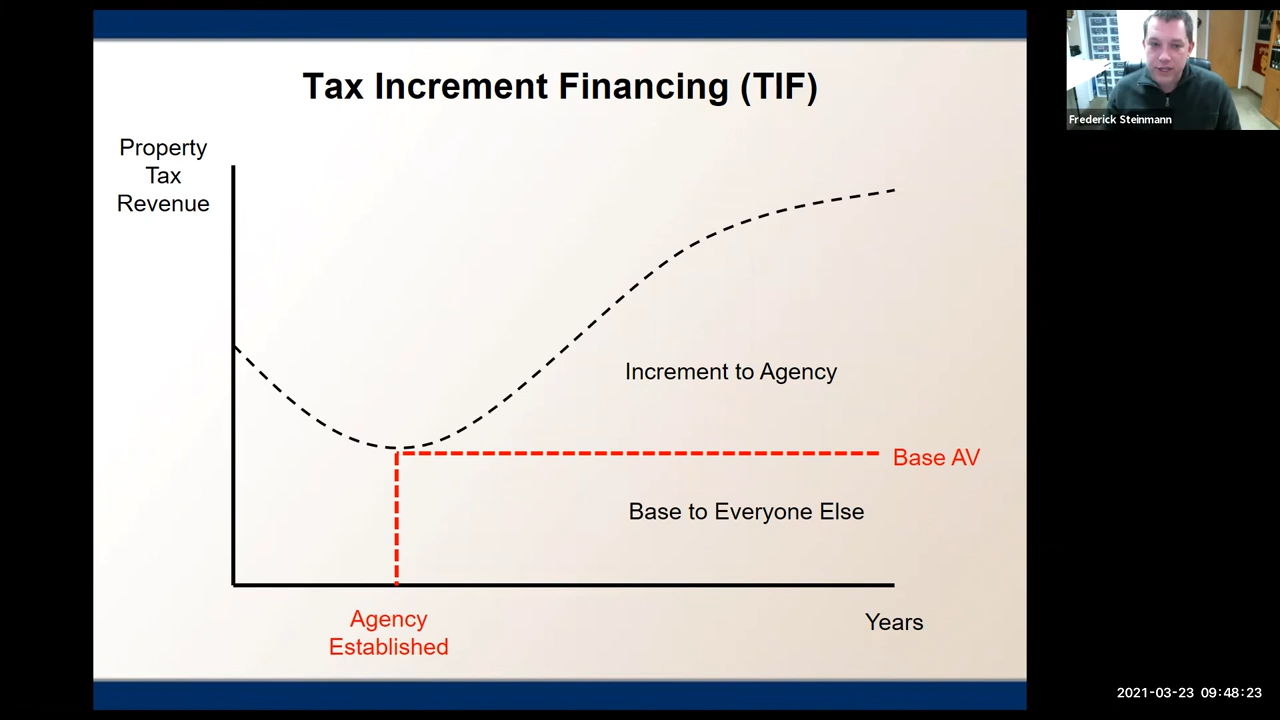 Tax Increment Financing (TIF)
Property
Tax
Revenue
Increment to Agency
Base AV
Base to Everyone Else
Agency
Established
Years
Frederick Steinmann
2021-03-23 09:48:23